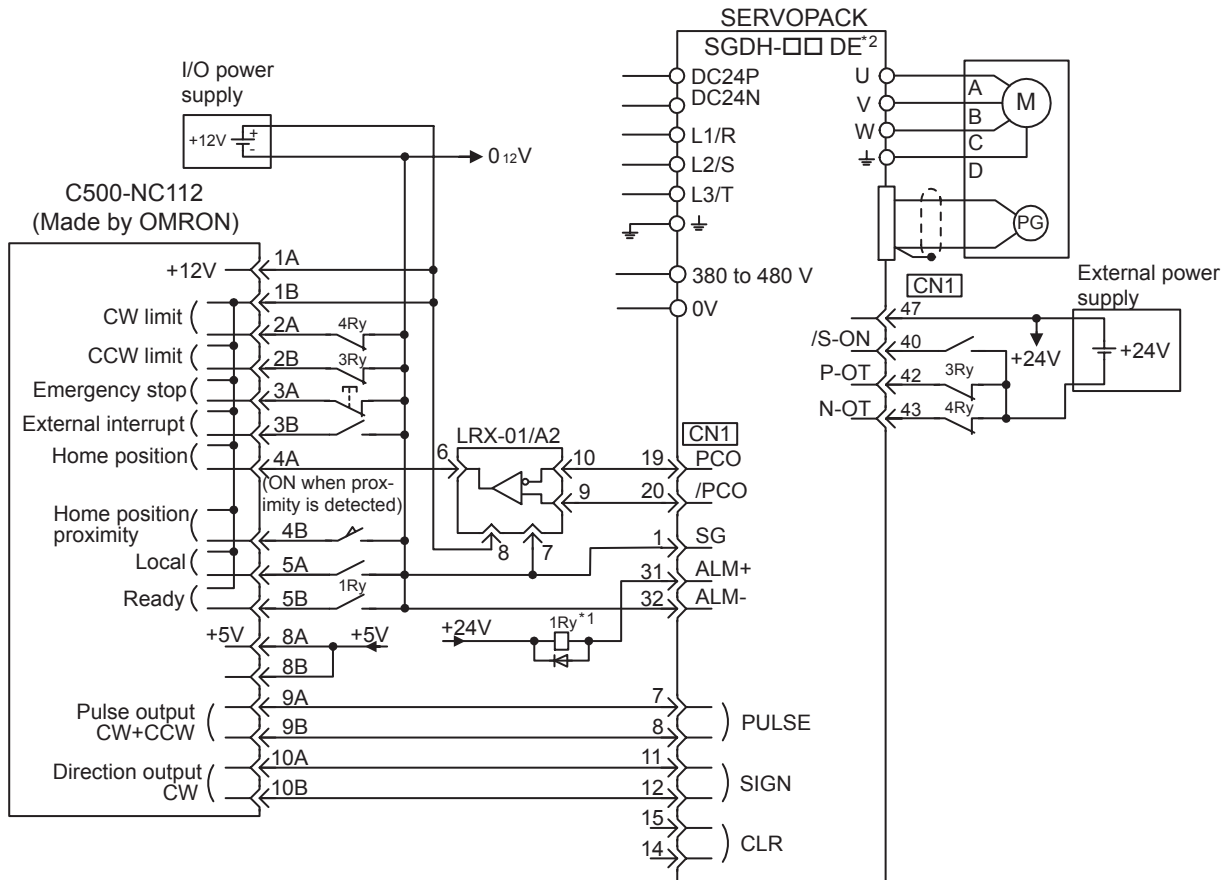 SERVOPACK
SGDH-□□ DE*2
I/O power
supply
+12V
+
-
0 12V
DC24P
DC24N
L1/R
L2/S
L3/T
380 to 480 V
0V
U
V
W
A
B
C
D
M
PG
C500-NC112
(Made by OMRON)
+12V
1A
1B
CW limit
2A
4Ry
CCW limit
2B
3Ry
Emergency stop
3A
External interrupt
3B
Home position
4A
(ON when prox-
imity is detected)
Home position
proximity
4B
Local
5A
Ready
5B
1Ry
+5V
8A
+5V
8B
Pulse output
CW+CCW
9A
9B
Direction output
CW
10A
10B
LRX-01/A2
6
10
9
8
7
+24V
1Ry*1
CN1
19
PCO
20
/PCO
1
SG
31
ALM+
32
ALM-
7
8
PULSE
11
12
SIGN
15
14
CLR
CN1
47
/S-ON
40
P-OT
42
3Ry
N-OT
43
4Ry
+24V
External power
supply
+24V